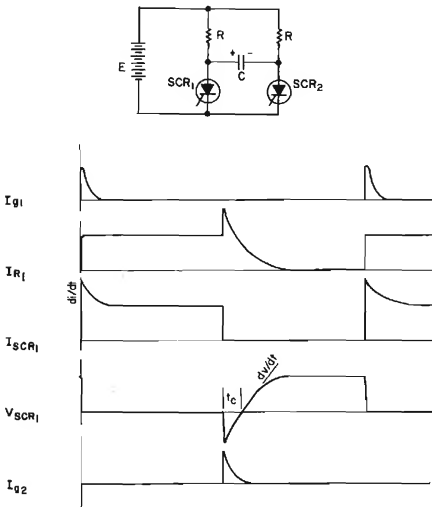 R
R
+
-
C
E
SCR1
SCR2
Ig1
IR1
di/dt
ISCR1
dv/dt
tc
VSCR1
Ig2